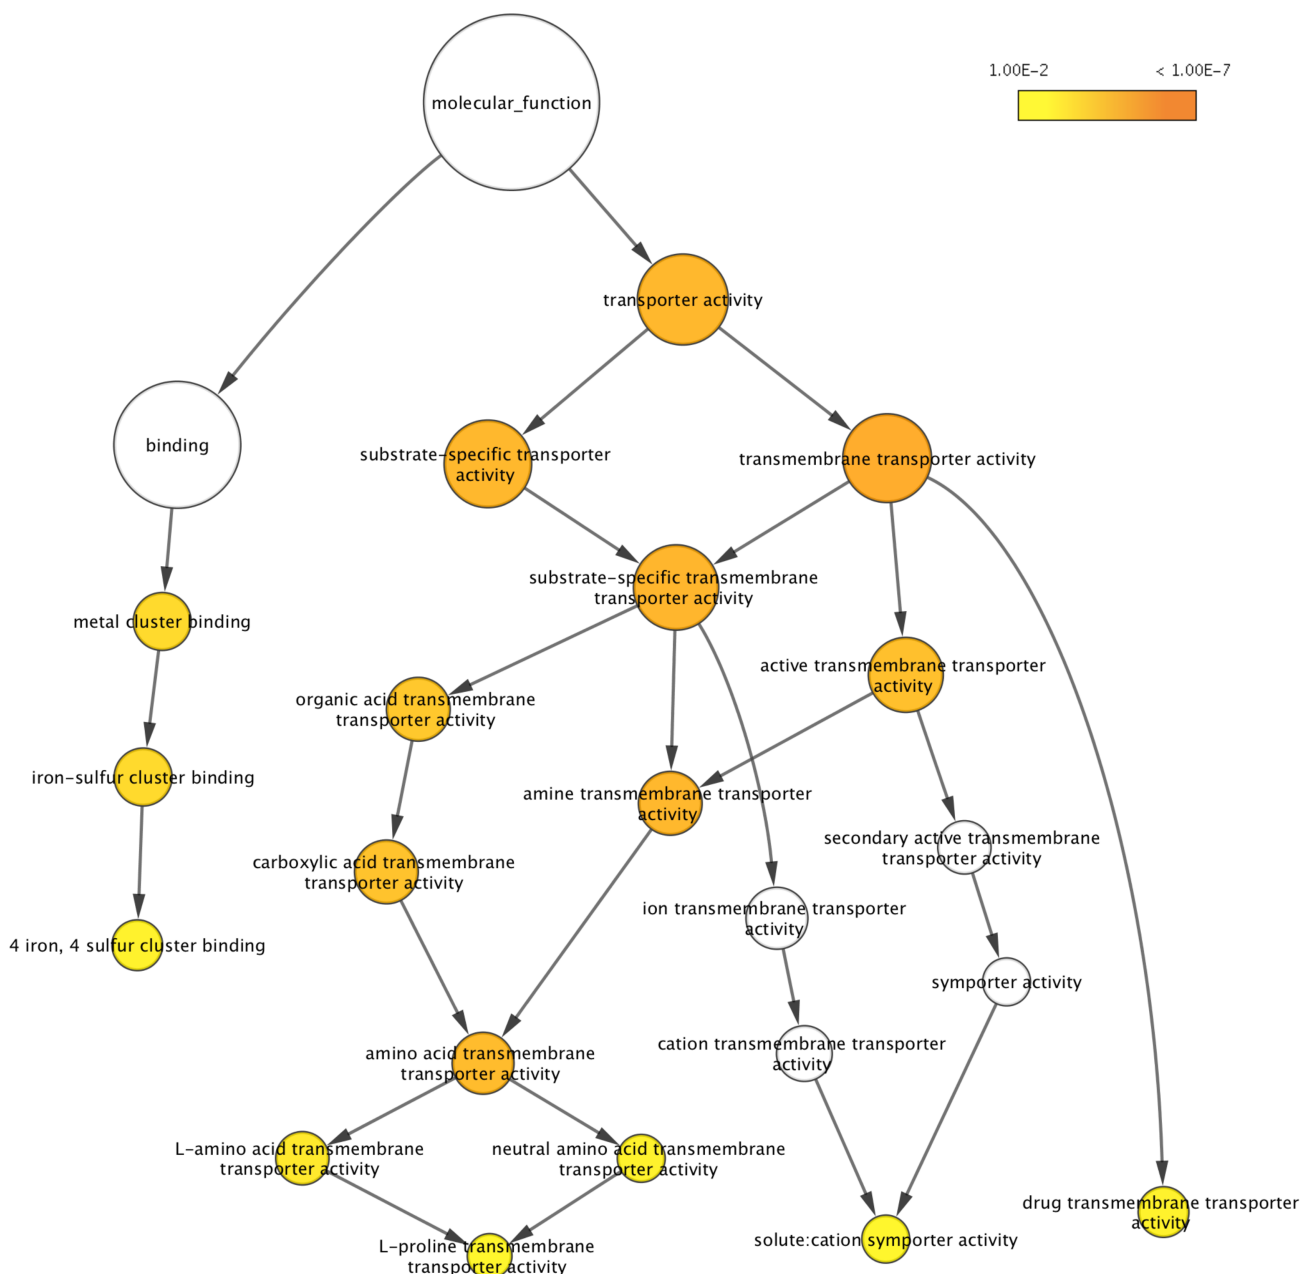 1.00E-2
< 1.00E-7
molecular_function
transporter activity
binding
substrate-specific transporter
activity
transmembrane transporter activity
substrate-specific transmembrane
transporter activity
metal cluster binding
active transmembrane transporter
activity
organic acid transmembrane
transporter activity
iron-sulfur cluster binding
amine transmembrane transporter
activity
secondary active transmembrane
transporter activity
carboxylic acid transmembrane
transporter activity
ion transmembrane transporter
activity
4 iron, 4 sulfur cluster binding
symporter activity
cation transmembrane transporter
activity
amino acid transmembrane
transporter activity
L-amino acid transmembrane
transporter activity
neutral amino acid transmembrane
transporter activity
drug transmembrane transporter
activity
solute:cation symporter activity
L-proline transmembrane
transporter activity